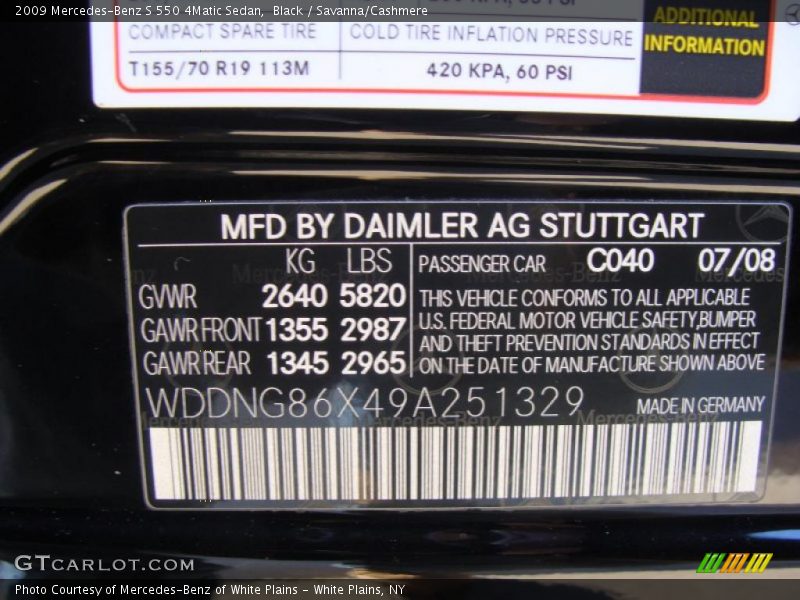 2009 Mercedes-Benz S 550 4Matic Sedan, Black / Savanna/Cashmere
ADDITIONAL
INFORMATION
COMPACT SPARE TIRE COLD TIRE INFLATION PRESSURE
T155/70 R19 113M 420 KPA, 60 PSI
MFD BY DAIMLER AG STUTTGART
KG LBS PASSENGER CAR C040 07/08
GVWR 2640 5820 THIS VEHICLE CONFORMS TO ALL APPLICABLE
U.S. FEDERAL MOTOR VEHICLE SAFETY,BUMPER
GAWR FRONT 1355 2987
AND THEFT PREVENTION STANDARDS IN EFFECT
GAWR REAR 1345 2965 ON THE DATE OF MANUFACTURE SHOWN ABOVE
WDDNG86X49A251329 MADE IN GERMANY
GTCARLOT.COM
Photo Courtesy of Mercedes-Benz of White Plains - White Plains, NY